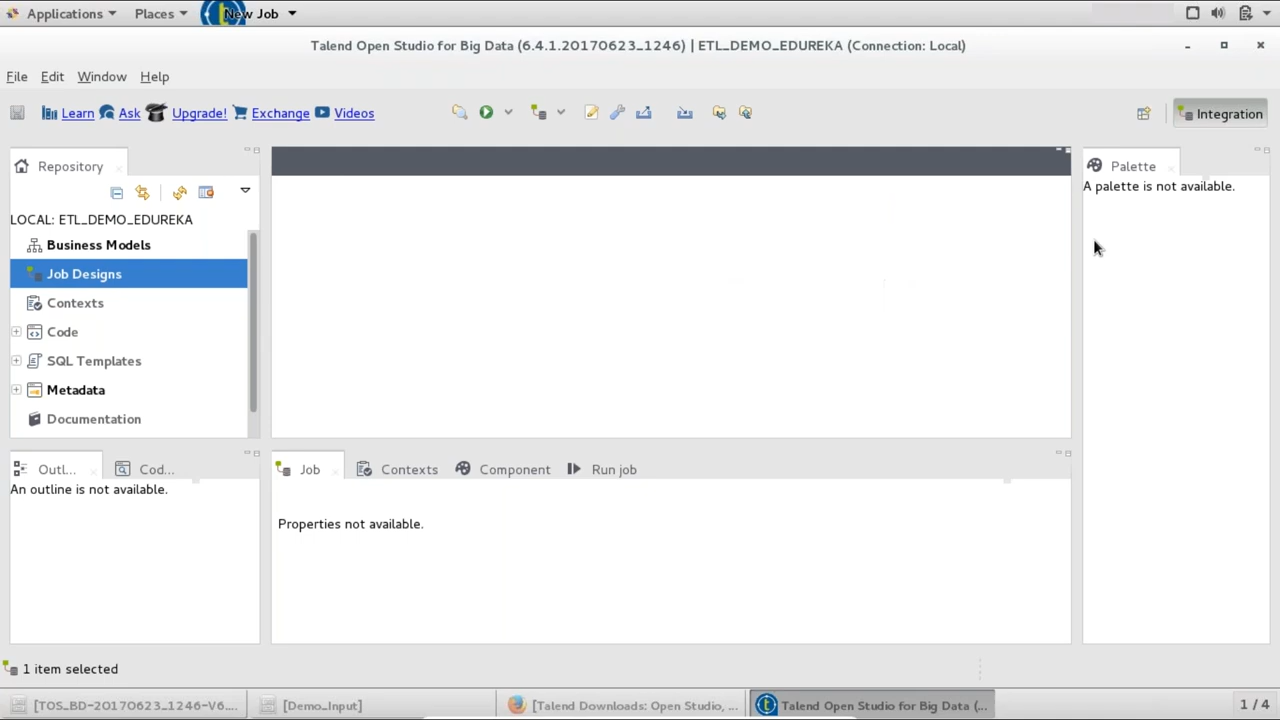 Applications Places New Job
Talend Open Studio for Big Data (6.4.1.20170623_1246) | ETL_DEMO_EDUREKA (Connection: Local)
File Edit Window Help
Learn Ask Upgrade! Exchange Videos Integration
Repository
Palette
A palette is not available.
LOCAL: ETL_DEMO_EDUREKA
Business Models
Job Designs
Contexts
Code
SQL Templates
Metadata
Documentation
Outl... Cod...
An outline is not available.
Job Contexts Component Run job
Properties not available.
1 item selected
[TOS_BD-20170623_1246-V6.... [Demo_Input] [Talend Downloads: Open Studio, ... Talend Open Studio for Big Data (... 1 / 4